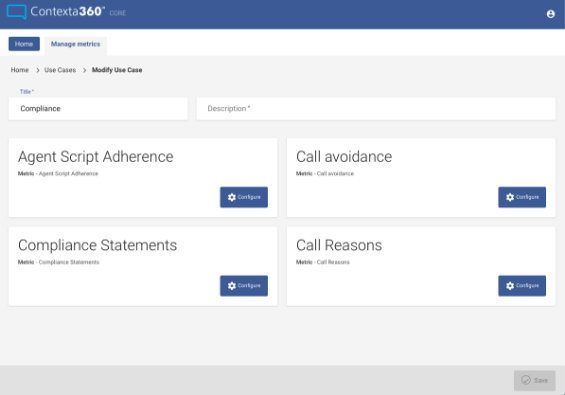 Contexta360™ CORE
Home Manage metrics
Home > Use Cases > Modify Use Case
Title *
Compliance Description *
Agent Script Adherence
Metric - Agent Script Adherence
Configure
Call avoidance
Metric - Call avoidance
Configure
Compliance Statements
Metric - Compliance Statements
Configure
Call Reasons
Metric - Call Reasons
Configure
Save